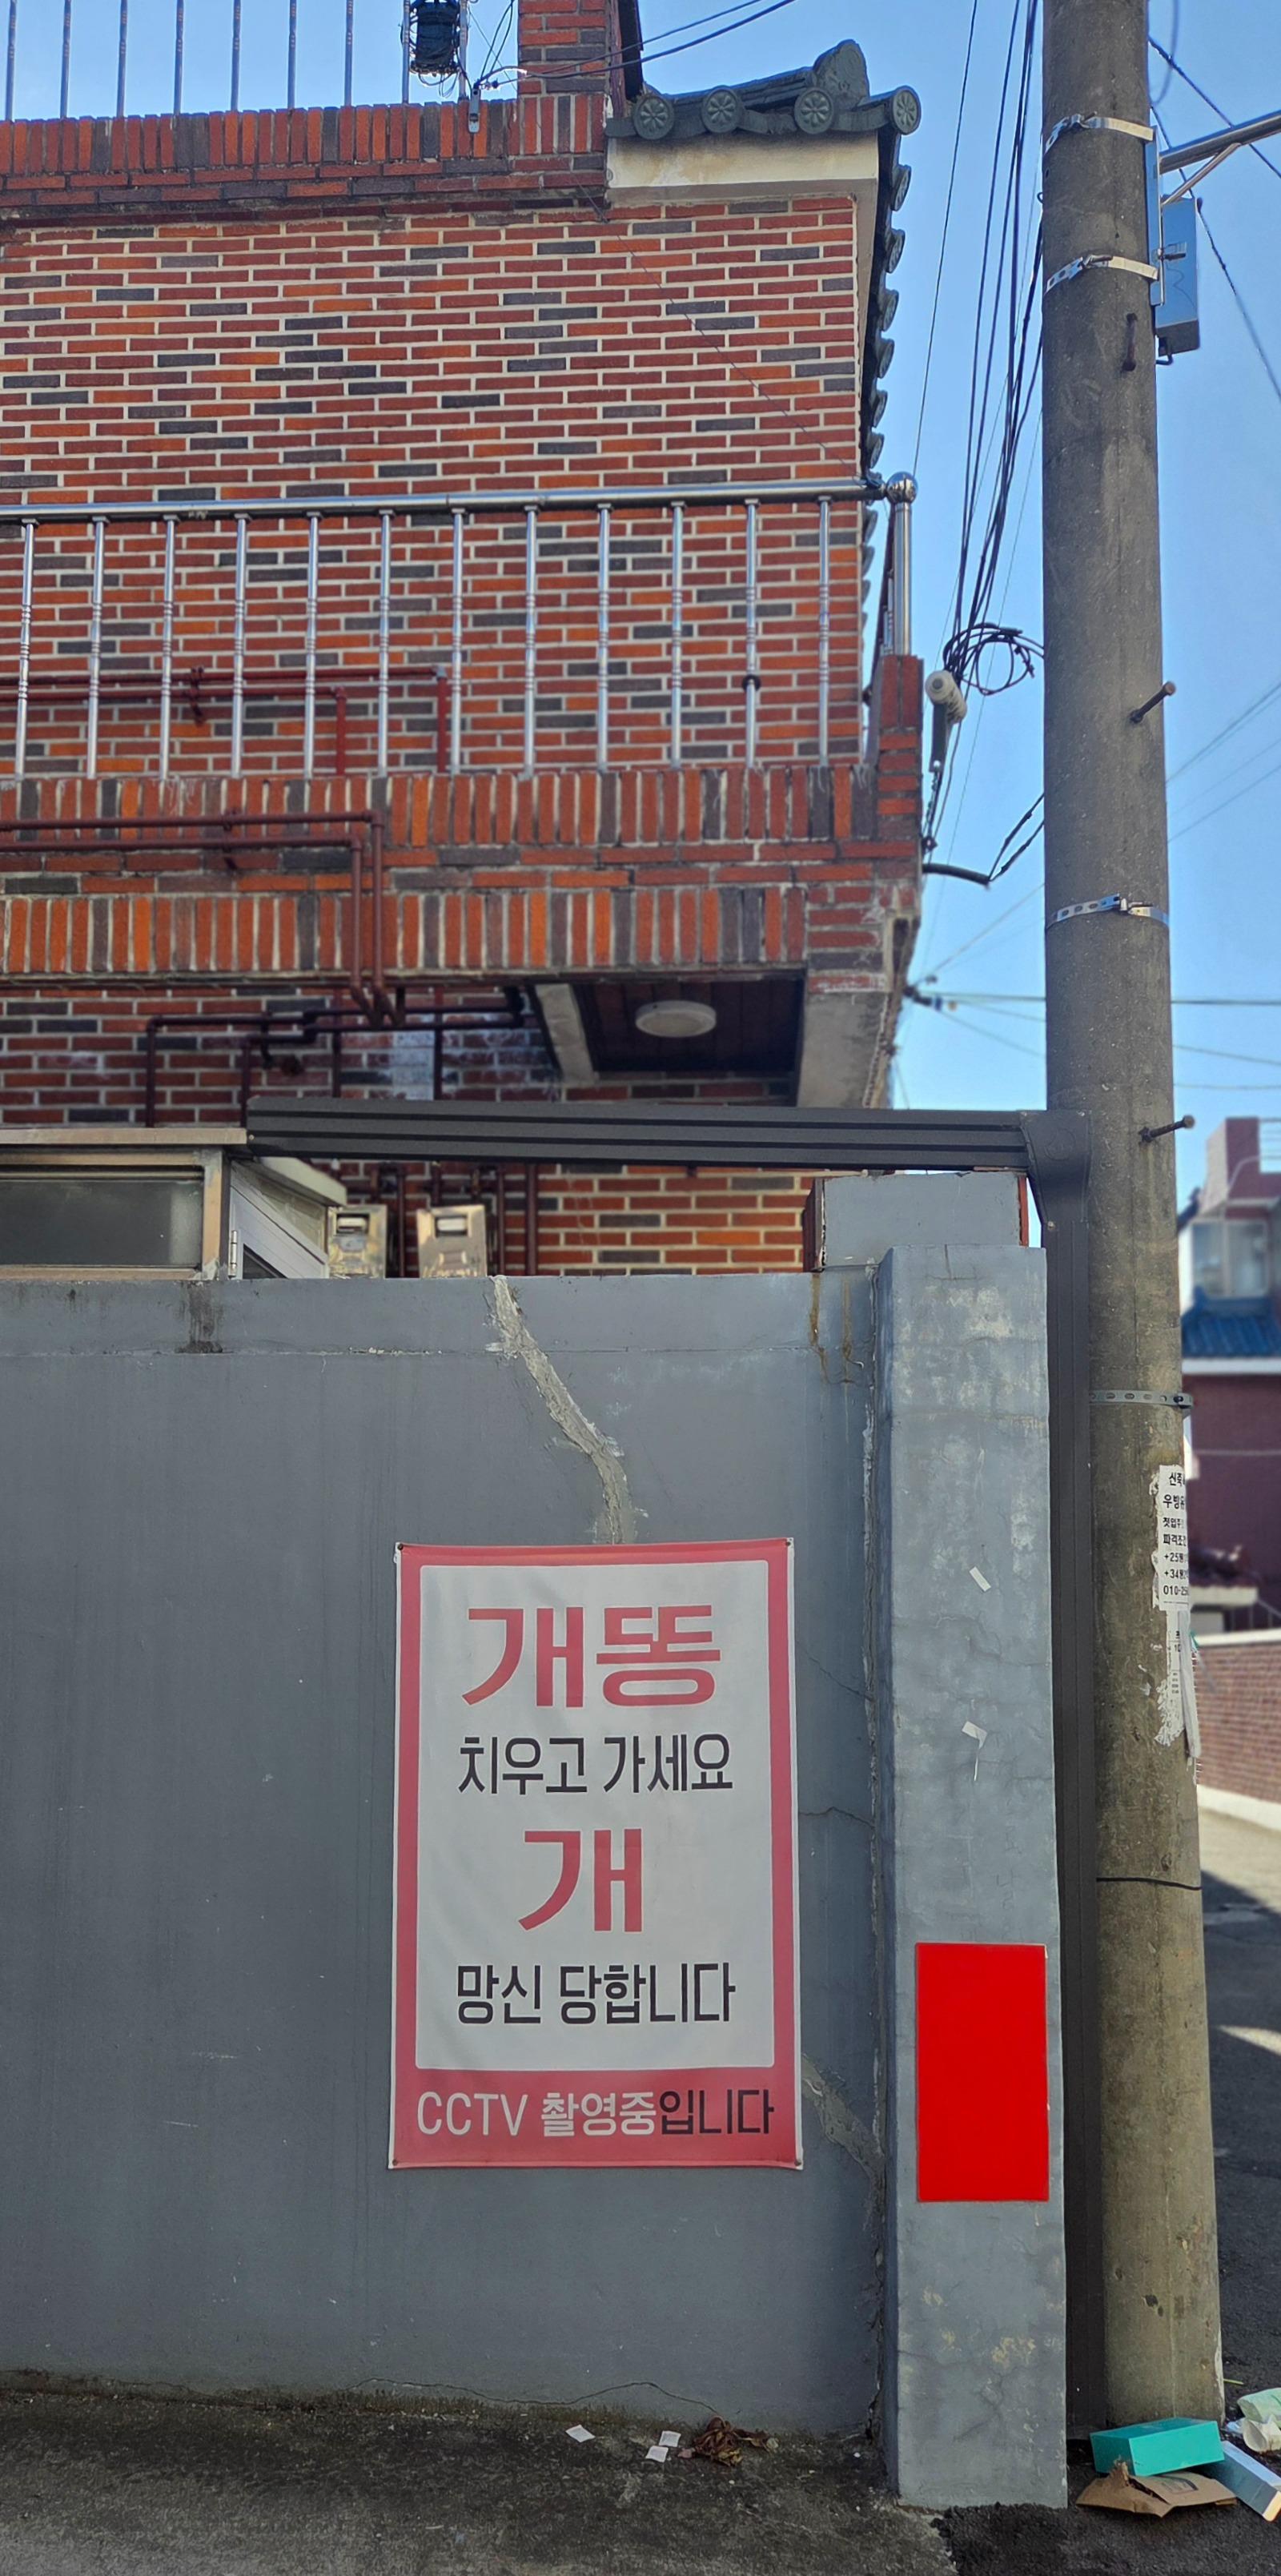 개똥
치우고 가세요
개
망신 당합니다
CCTV 촬영중입니다